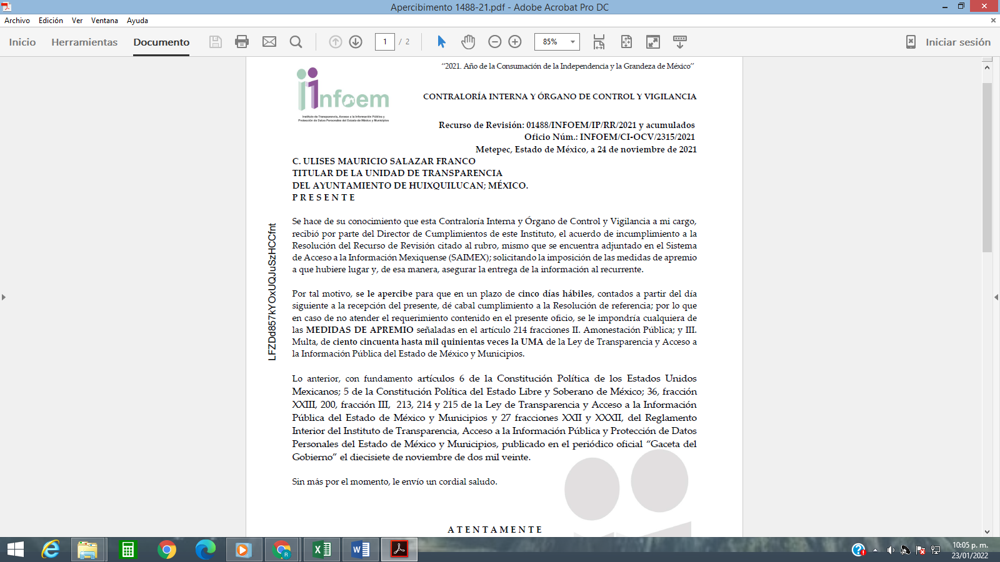 Apercibimento 1488-21.pdf - Adobe Acrobat Pro DC
Archivo Edición Ver Ventana Ayuda
Inicio Herramientas Documento 1 / 2 85% Iniciar sesión
“2021. Año de la Consumación de la Independencia y la Grandeza de México”
infoem
Instituto de Transparencia, Acceso a la Información Pública y
Protección de Datos Personales del Estado de México y Municipios
CONTRALORÍA INTERNA Y ÓRGANO DE CONTROL Y VIGILANCIA
Recurso de Revisión: 01488/INFOEM/IP/RR/2021 y acumulados
Oficio Núm.: INFOEM/CI-OCV/2315/2021
Metepec, Estado de México, a 24 de noviembre de 2021
C. ULISES MAURICIO SALAZAR FRANCO
TITULAR DE LA UNIDAD DE TRANSPARENCIA
DEL AYUNTAMIENTO DE HUIXQUILUCAN; MÉXICO.
P R E S E N T E
Se hace de su conocimiento que esta Contraloría Interna y Órgano de Control y Vigilancia a mi cargo,
recibió por parte del Director de Cumplimientos de este Instituto, el acuerdo de incumplimiento a la
Resolución del Recurso de Revisión citado al rubro, mismo que se encuentra adjuntado en el Sistema
de Acceso a la Información Mexiquense (SAIMEX); solicitando la imposición de las medidas de apremio
a que hubiere lugar y, de esa manera, asegurar la entrega de la información al recurrente.
Por tal motivo, se le apercibe para que en un plazo de cinco días hábiles, contados a partir del día
siguiente a la recepción del presente, dé cabal cumplimiento a la Resolución de referencia; por lo que
en caso de no atender el requerimiento contenido en el presente oficio, se le impondría cualquiera de
las MEDIDAS DE APREMIO señaladas en el artículo 214 fracciones II. Amonestación Pública; y III.
Multa, de ciento cincuenta hasta mil quinientas veces la UMA de la Ley de Transparencia y Acceso a
la Información Pública del Estado de México y Municipios.
LFZDd857kYOxUQJuSzHCCfnt
Lo anterior, con fundamento artículos 6 de la Constitución Política de los Estados Unidos
Mexicanos; 5 de la Constitución Política del Estado Libre y Soberano de México; 36, fracción
XXIII, 200, fracción III, 213, 214 y 215 de la Ley de Transparencia y Acceso a la Información
Pública del Estado de México y Municipios y 27 fracciones XXII y XXXII, del Reglamento
Interior del Instituto de Transparencia, Acceso a la Información Pública y Protección de Datos
Personales del Estado de México y Municipios, publicado en el periódico oficial “Gaceta del
Gobierno” el diecisiete de noviembre de dos mil veinte.
Sin más por el momento, le envío un cordial saludo.
A T E N T A M E N T E
10:05 p. m.
23/01/2022